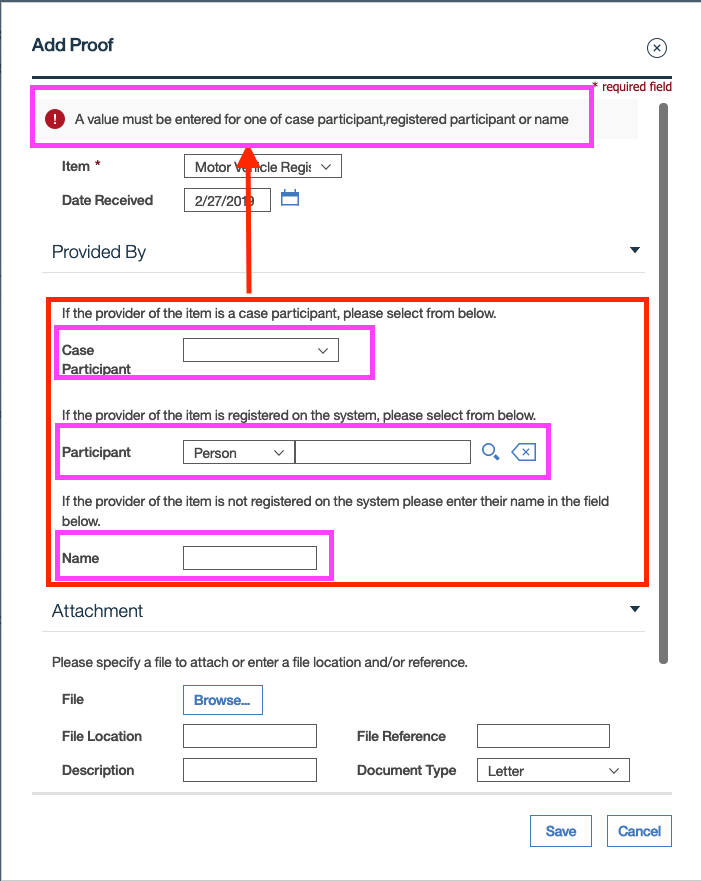 Add Proof
* required field
A value must be entered for one of case participant,registered participant or name
Item *
Motor Vehicle Regis
Date Received
2/27/2019
Provided By
If the provider of the item is a case participant, please select from below.
Case
Participant
If the provider of the item is registered on the system, please select from below.
Participant
Person
If the provider of the item is not registered on the system please enter their name in the field
below.
Name
Attachment
Please specify a file to attach or enter a file location and/or reference.
File
Browse...
File Location
File Reference
Description
Document Type
Letter
Save
Cancel